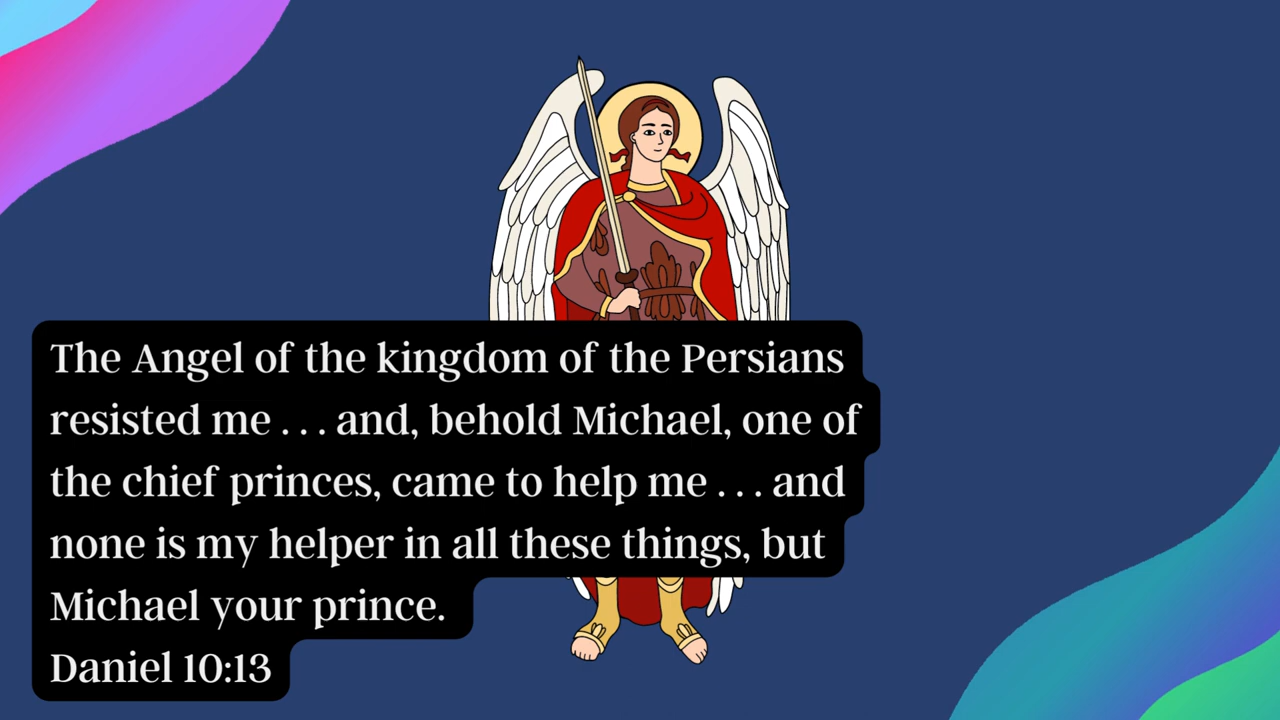 The Angel of the kingdom of the Persians
resisted me . . . and, behold Michael, one of
the chief princes, came to help me . . . and
none is my helper in all these things, but
Michael your prince.
Daniel 10:13